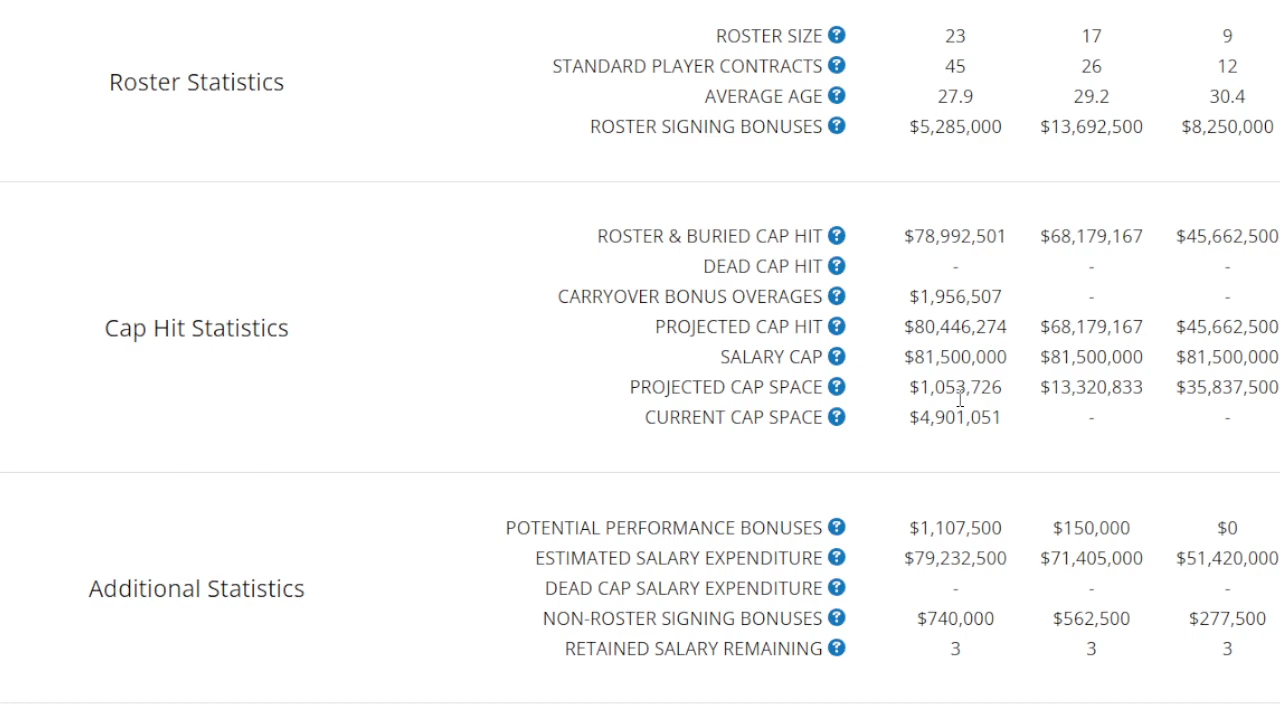 Roster Statistics
ROSTER SIZE ? 23 17 9
STANDARD PLAYER CONTRACTS ? 45 26 12
AVERAGE AGE ? 27.9 29.2 30.4
ROSTER SIGNING BONUSES ? $5,285,000 $13,692,500 $8,250,000
Cap Hit Statistics
ROSTER & BURIED CAP HIT ? $78,992,501 $68,179,167 $45,662,500
DEAD CAP HIT ? - - -
CARRYOVER BONUS OVERAGES ? $1,956,507 - -
PROJECTED CAP HIT ? $80,446,274 $68,179,167 $45,662,500
SALARY CAP ? $81,500,000 $81,500,000 $81,500,000
PROJECTED CAP SPACE ? $1,053,726 $13,320,833 $35,837,500
CURRENT CAP SPACE ? $4,901,051 - -
Additional Statistics
POTENTIAL PERFORMANCE BONUSES ? $1,107,500 $150,000 $0
ESTIMATED SALARY EXPENDITURE ? $79,232,500 $71,405,000 $51,420,000
DEAD CAP SALARY EXPENDITURE ? - - -
NON-ROSTER SIGNING BONUSES ? $740,000 $562,500 $277,500
RETAINED SALARY REMAINING ? 3 3 3